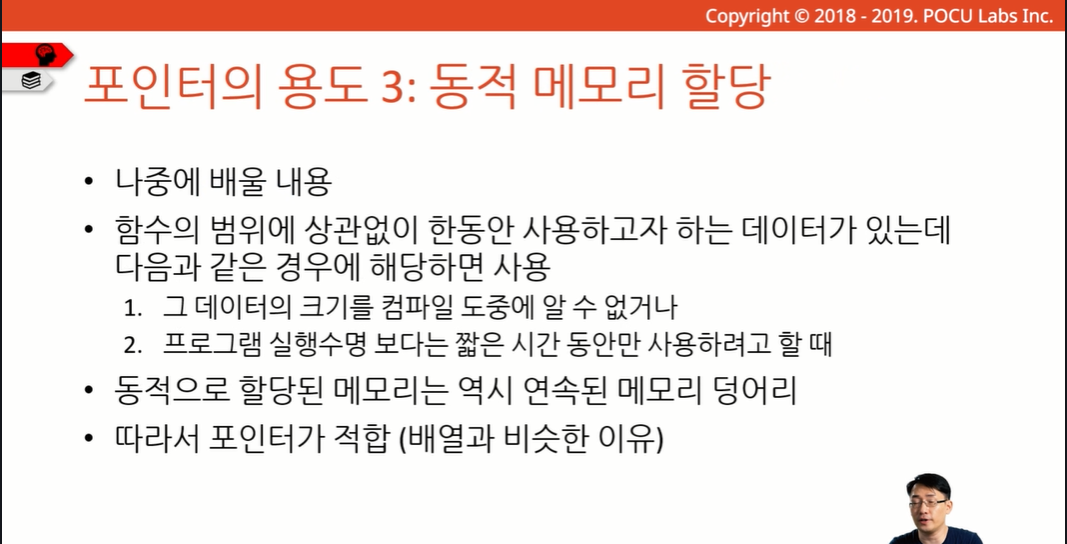 Copyright © 2018 - 2019. POCU Labs Inc.
포인터의 용도 3: 동적 메모리 할당
• 나중에 배울 내용
• 함수의 범위에 상관없이 한동안 사용하고자 하는 데이터가 있는데
다음과 같은 경우에 해당하면 사용
1. 그 데이터의 크기를 컴파일 도중에 알 수 없거나
2. 프로그램 실행수명 보다는 짧은 시간 동안만 사용하려고 할 때
• 동적으로 할당된 메모리는 역시 연속된 메모리 덩어리
• 따라서 포인터가 적합 (배열과 비슷한 이유)